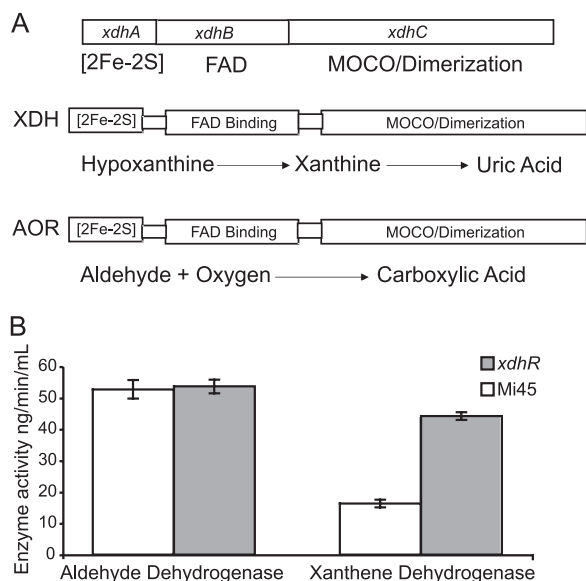 A
xdhA xdhB xdhC
[2Fe-2S] FAD MOCO/Dimerization
XDH [2Fe-2S] FAD Binding MOCO/Dimerization
Hypoxanthine Xanthine Uric Acid
AOR [2Fe-2S] FAD Binding MOCO/Dimerization
Aldehyde + Oxygen Carboxylic Acid
B
Enzyme activity ng/min/mL
60
50
40
30
20
10
0
xdhR
Mi45
Aldehyde Dehydrogenase Xanthene Dehydrogenase